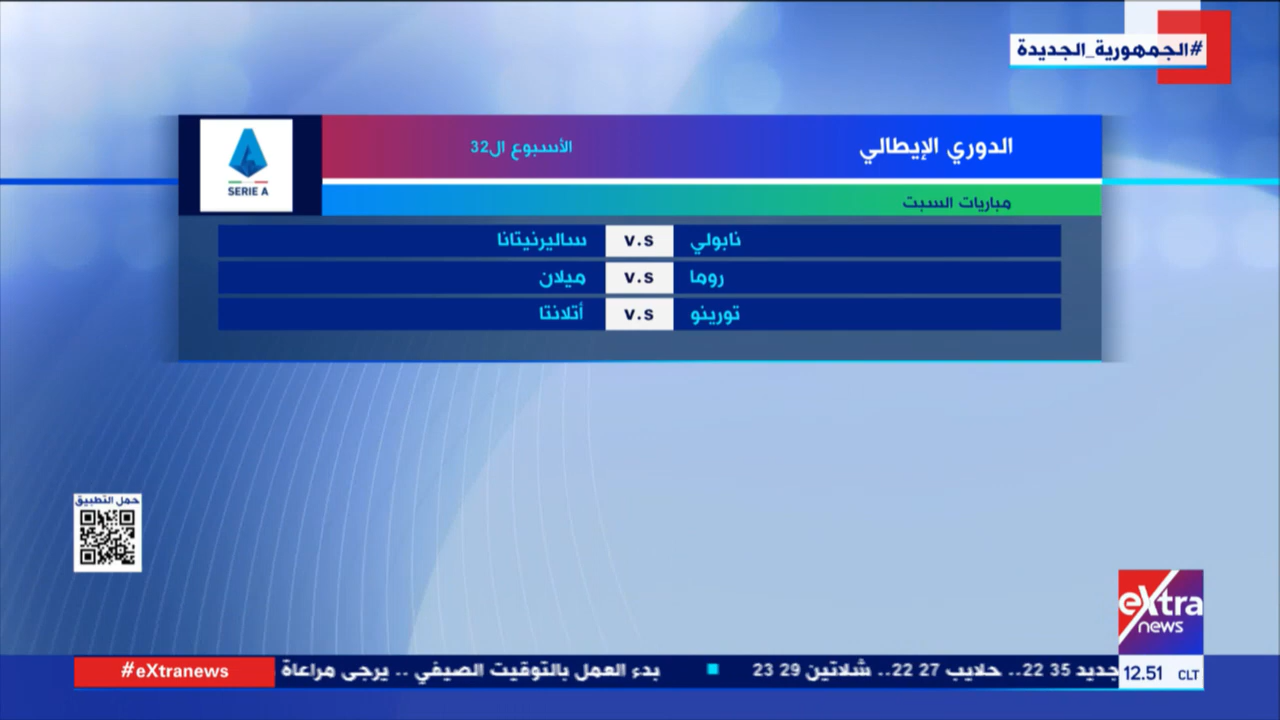 #الجمهورية_الجديدة
الدوري الإيطالي
الأسبوع ال32
SERIE A
مباريات السبت
نابولي v.s ساليرنيتانا
روما v.s ميلان
تورينو v.s أتلانتا
حمل التطبيق
eXtra
news
جديد 35 22.. حلايب 27 22.. شلاتين 29 23
بدء العمل بالتوقيت الصيفي .. يرجى مراعاة
#eXtranews
12.51 CLT